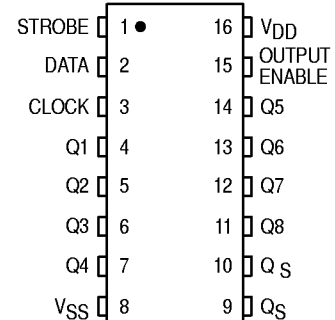 STROBE 1 16 VDD
DATA 2 15 OUTPUT ENABLE
CLOCK 3 14 Q5
Q1 4 13 Q6
Q2 5 12 Q7
Q3 6 11 Q8
Q4 7 10 Q S
VSS 8 9 QS